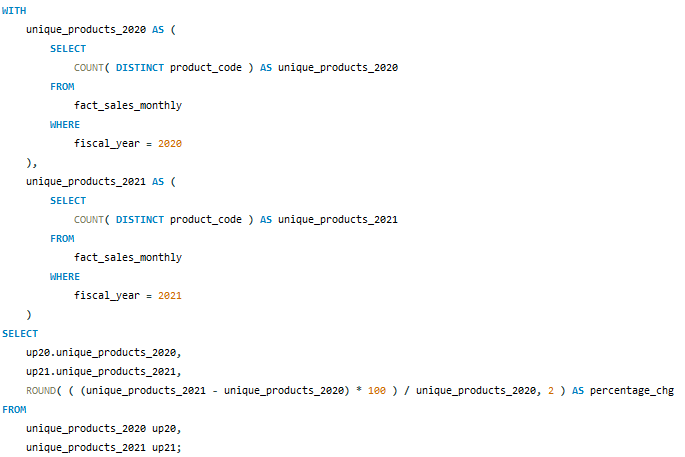 WITH
    unique_products_2020 AS (
        SELECT
            COUNT( DISTINCT product_code ) AS unique_products_2020
        FROM
            fact_sales_monthly
        WHERE
            fiscal_year = 2020
    ),
    unique_products_2021 AS (
        SELECT
            COUNT( DISTINCT product_code ) AS unique_products_2021
        FROM
            fact_sales_monthly
        WHERE
            fiscal_year = 2021
    )
SELECT
    up20.unique_products_2020,
    up21.unique_products_2021,
    ROUND( ( (unique_products_2021 - unique_products_2020) * 100 ) / unique_products_2020, 2 ) AS percentage_chg
FROM
    unique_products_2020 up20,
    unique_products_2021 up21;